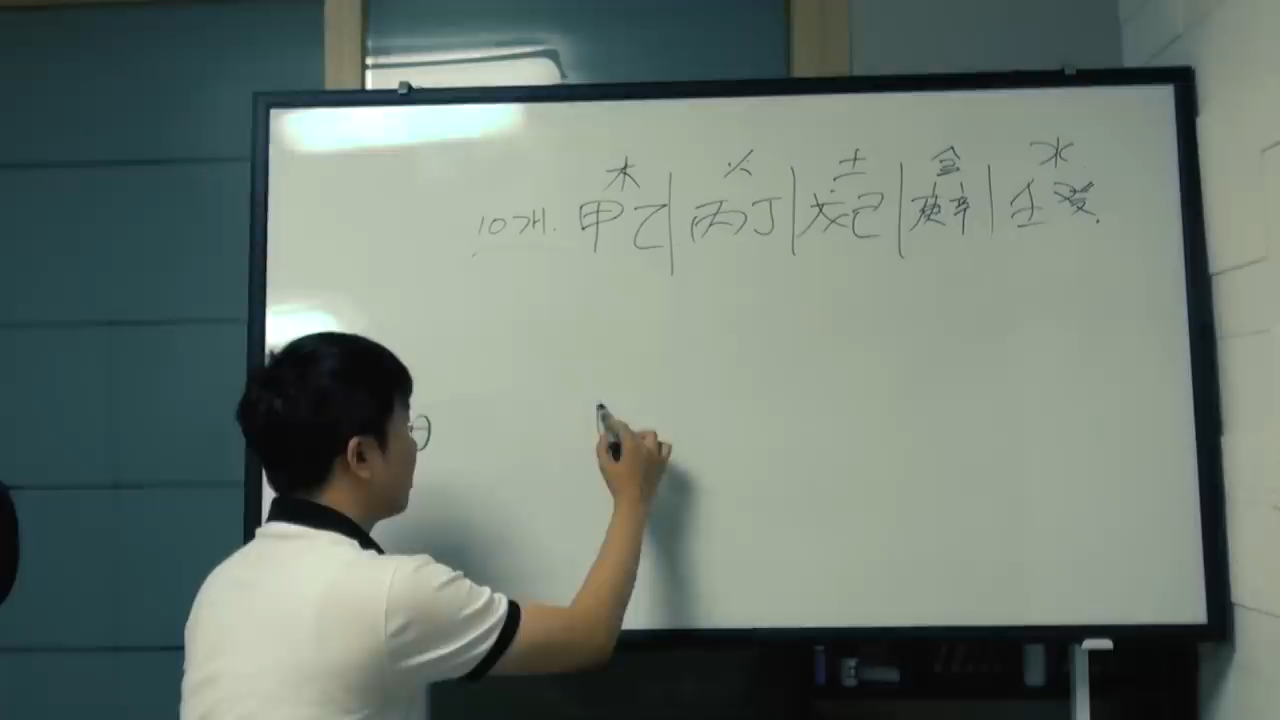 木 火 土 金 水
10개. 甲乙 | 丙丁 | 戊己 | 庚辛 | 壬癸.